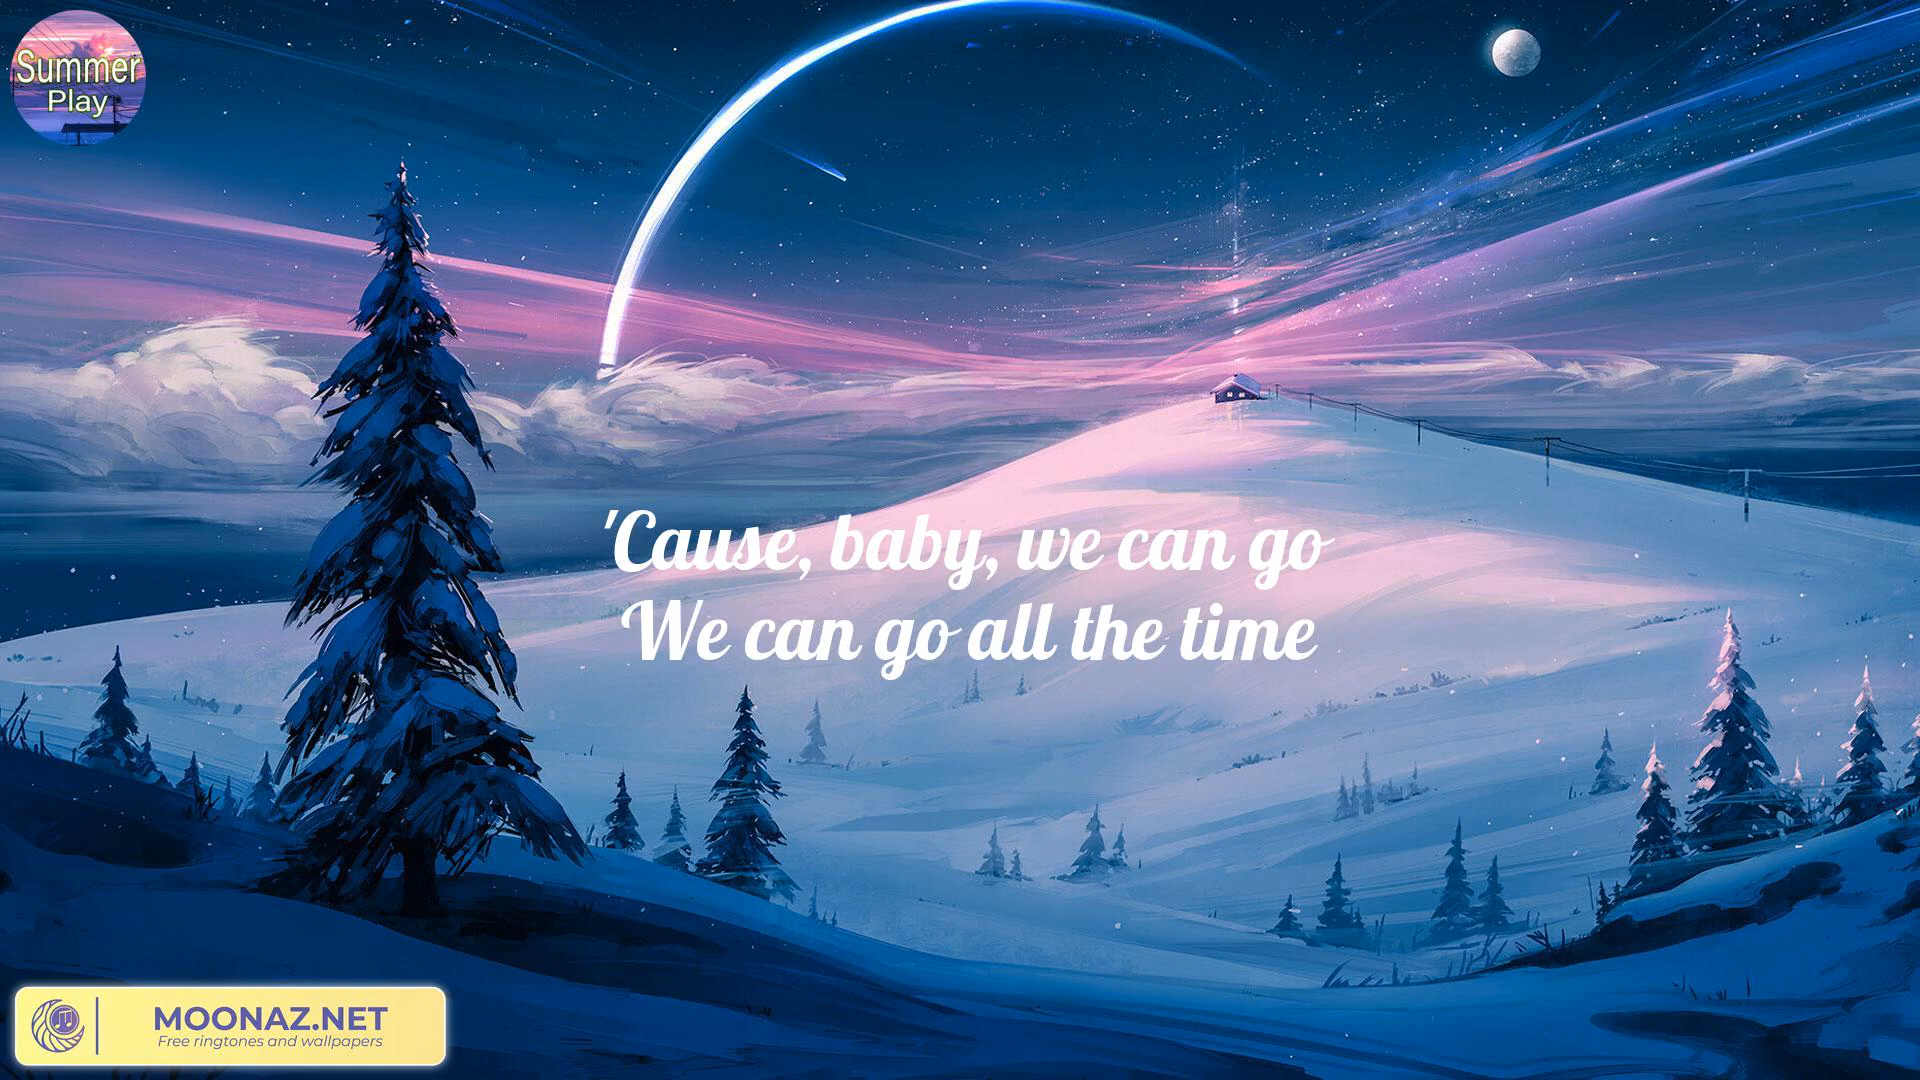 Summer
Play
'Cause, baby, we can go
We can go all the time
MOONAZ.NET
Free ringtones and wallpapers